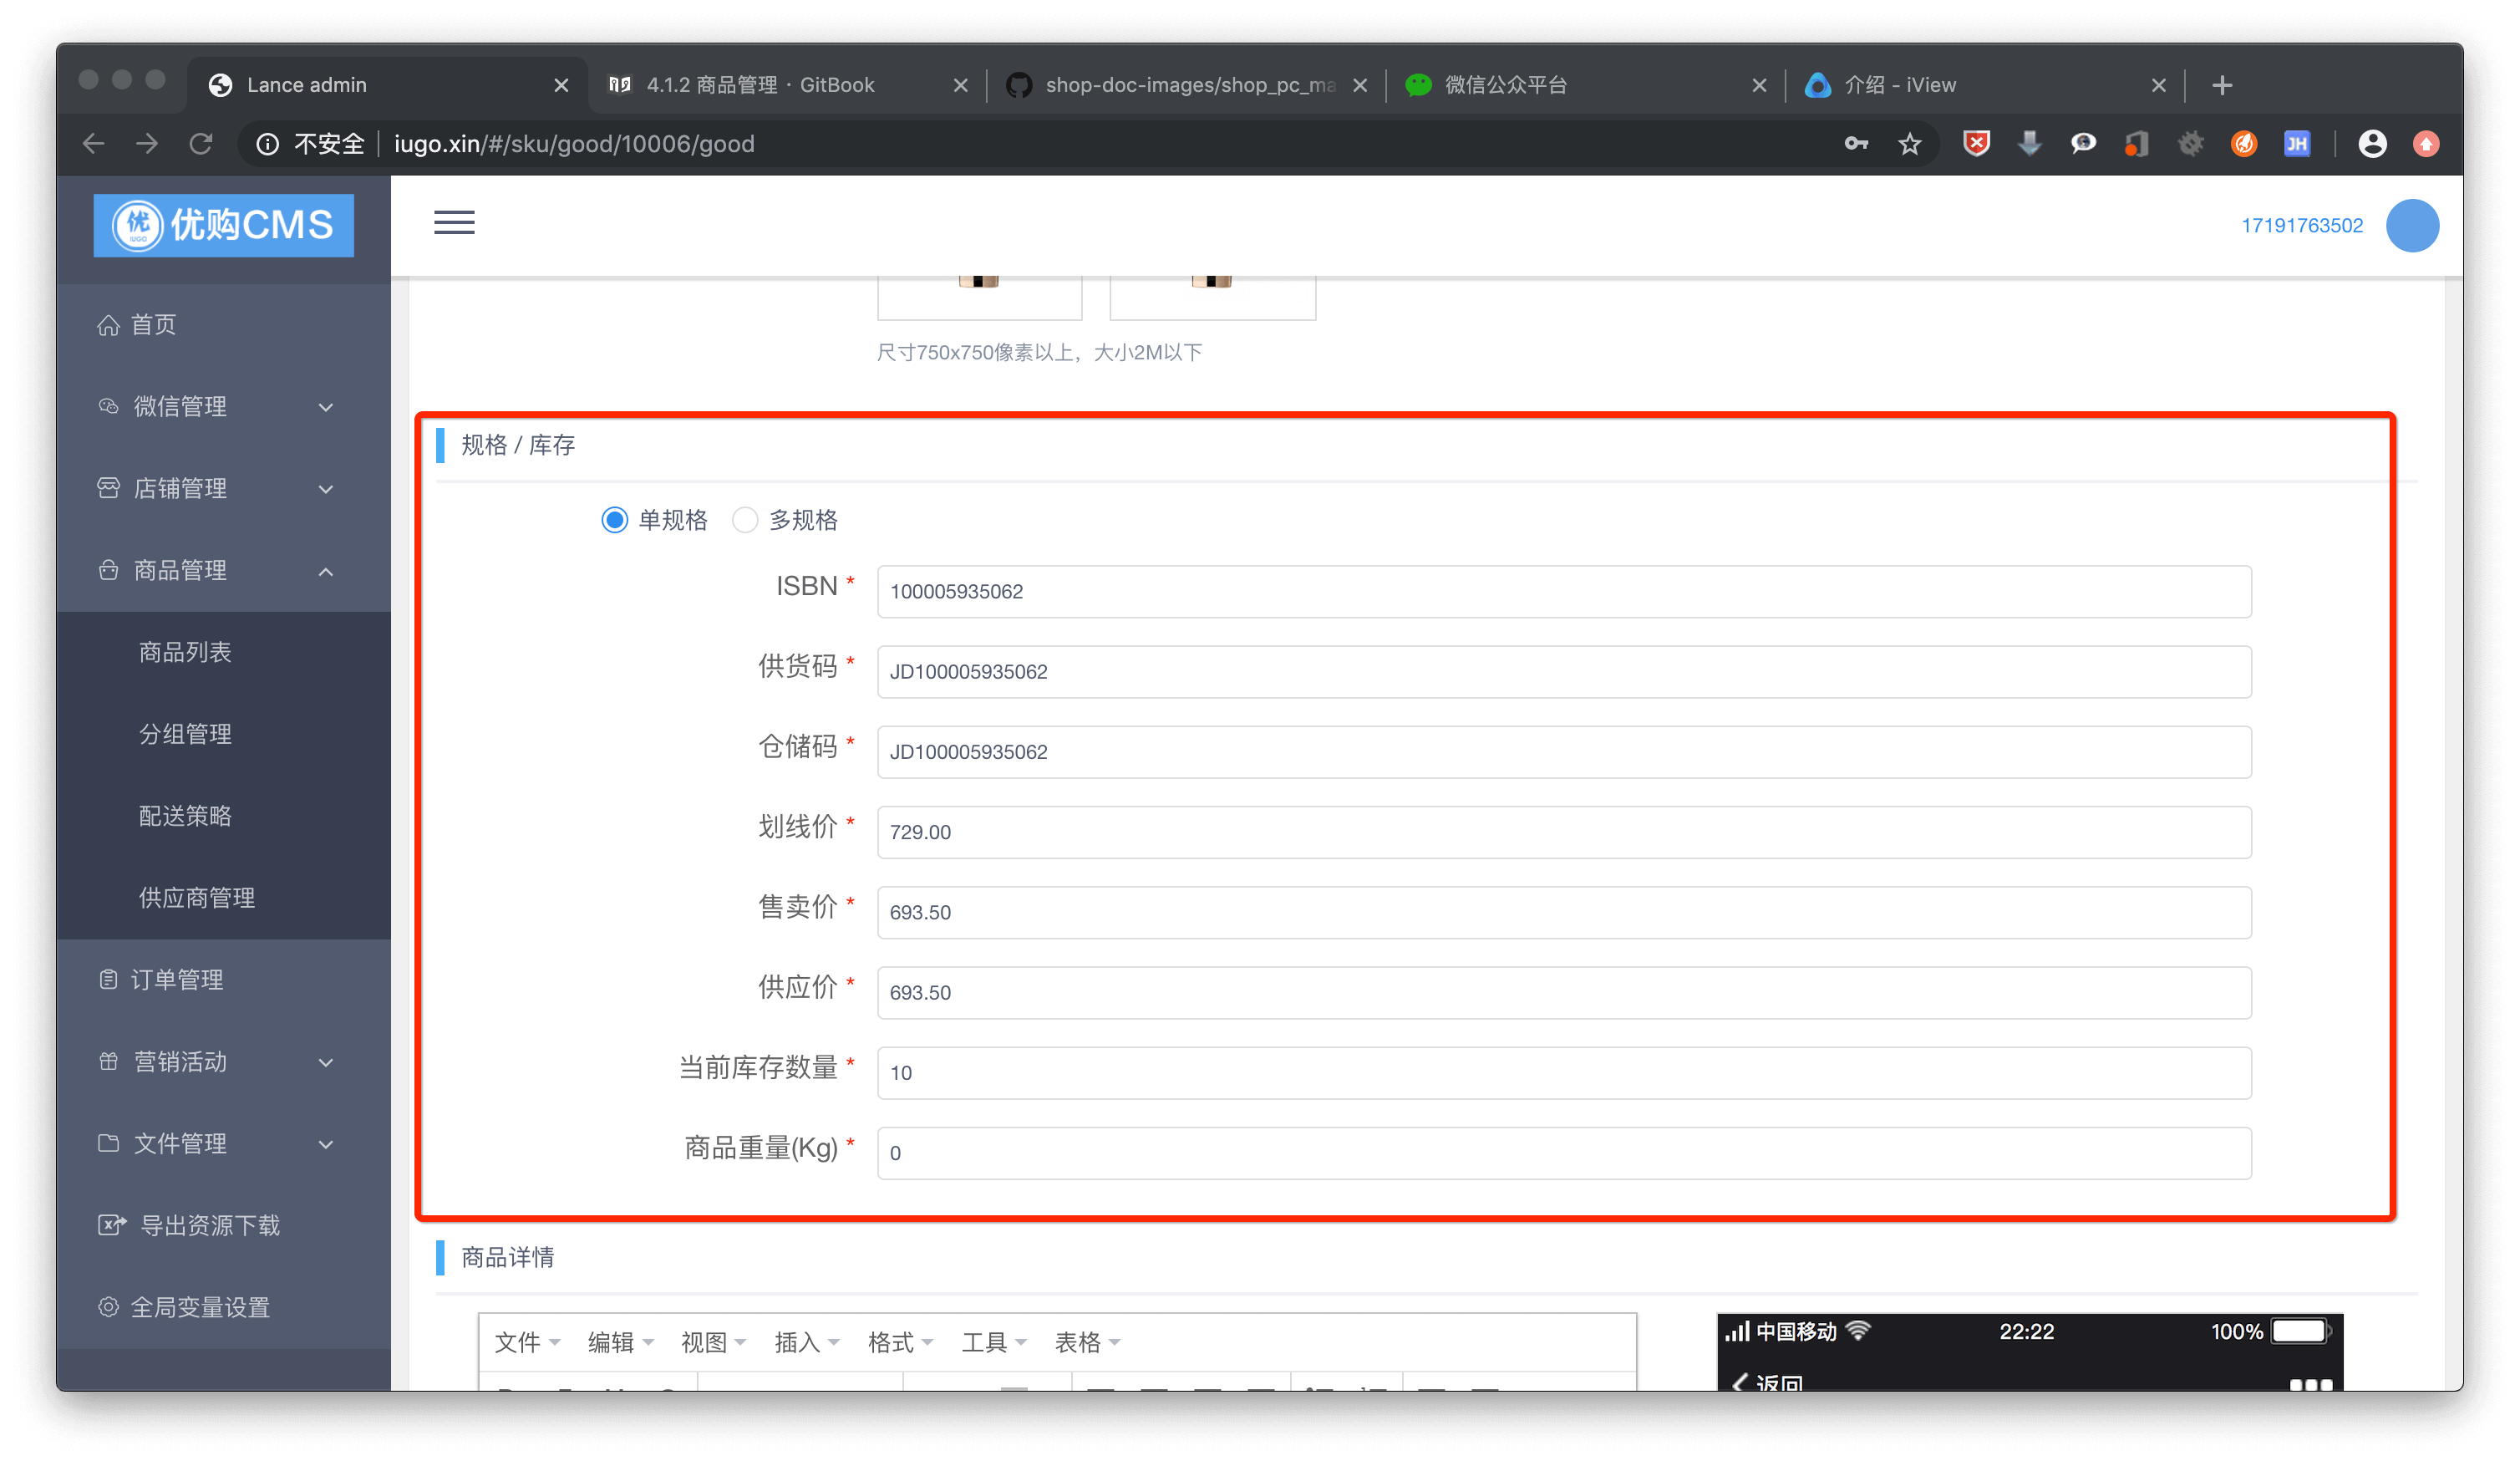 Lance admin
4.1.2 商品管理 · GitBook
shop-doc-images/shop_pc_ma
微信公众平台
介绍 - iView
不安全
iugo.xin/#/sku/good/10006/good
JH
优
IUGO
优购CMS
17191763502
首页
微信管理
店铺管理
商品管理
商品列表
分组管理
配送策略
供应商管理
订单管理
营销活动
文件管理
导出资源下载
全局变量设置
尺寸750x750像素以上，大小2M以下
规格 / 库存
单规格 多规格
ISBN * 100005935062
供货码 * JD100005935062
仓储码 * JD100005935062
划线价 * 729.00
售卖价 * 693.50
供应价 * 693.50
当前库存数量 * 10
商品重量(Kg) * 0
商品详情
文件 编辑 视图 插入 格式 工具 表格
中国移动 22:22 100%
返回